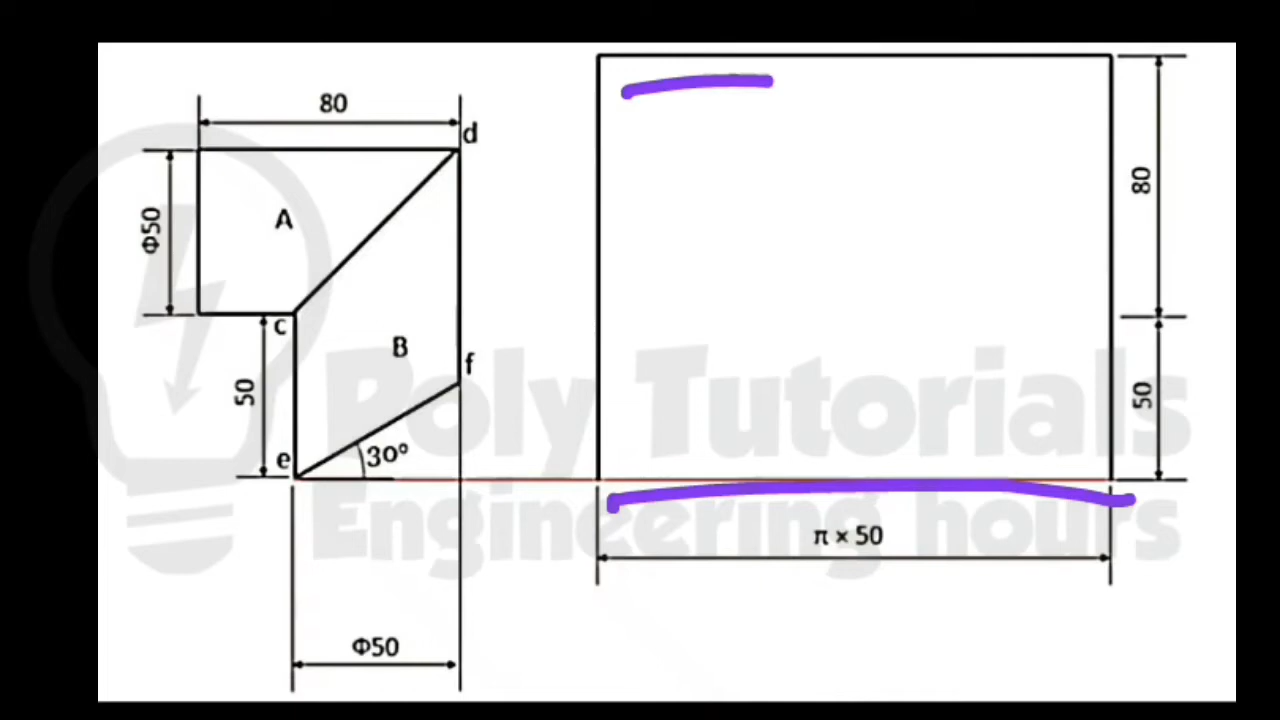 80
d
Φ50
A
80
c
B
f
50
50
e
30°
Poly Tutorials
Engineering hours
π × 50
Φ50